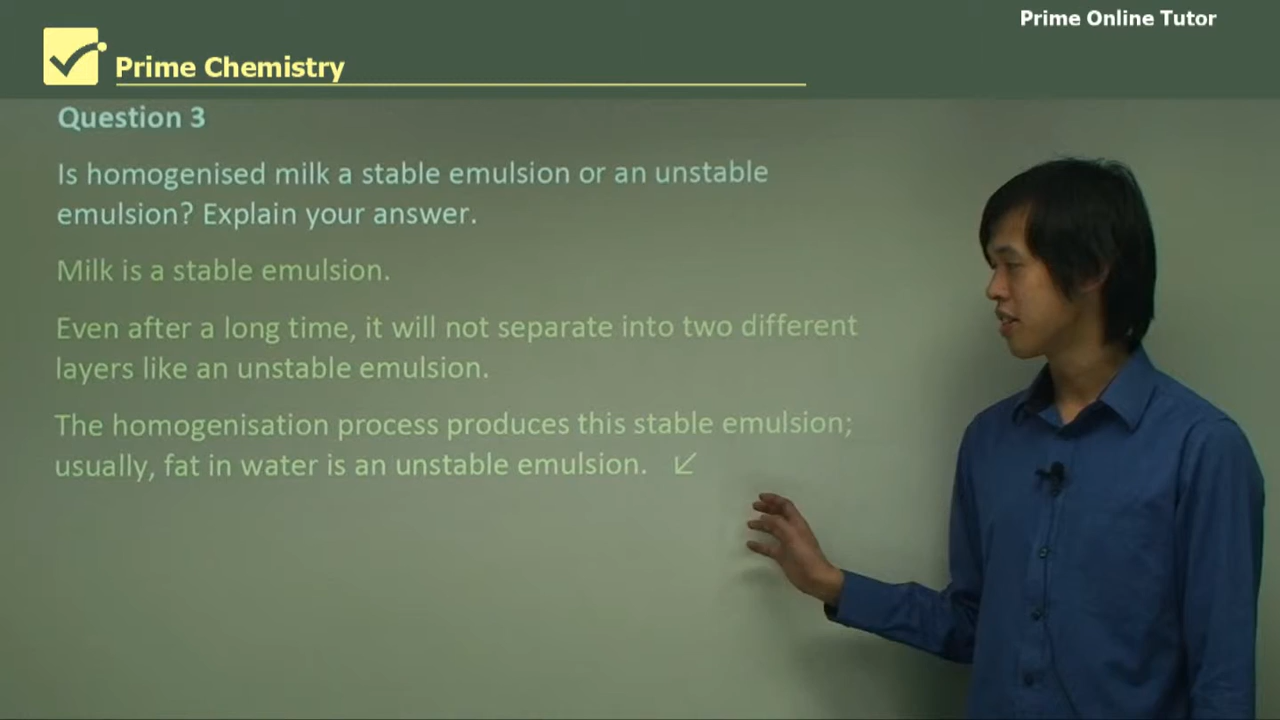 Prime Online Tutor
Prime Chemistry
Question 3
Is homogenised milk a stable emulsion or an unstable
emulsion? Explain your answer.
Milk is a stable emulsion.
Even after a long time, it will not separate into two different
layers like an unstable emulsion.
The homogenisation process produces this stable emulsion;
usually, fat in water is an unstable emulsion.